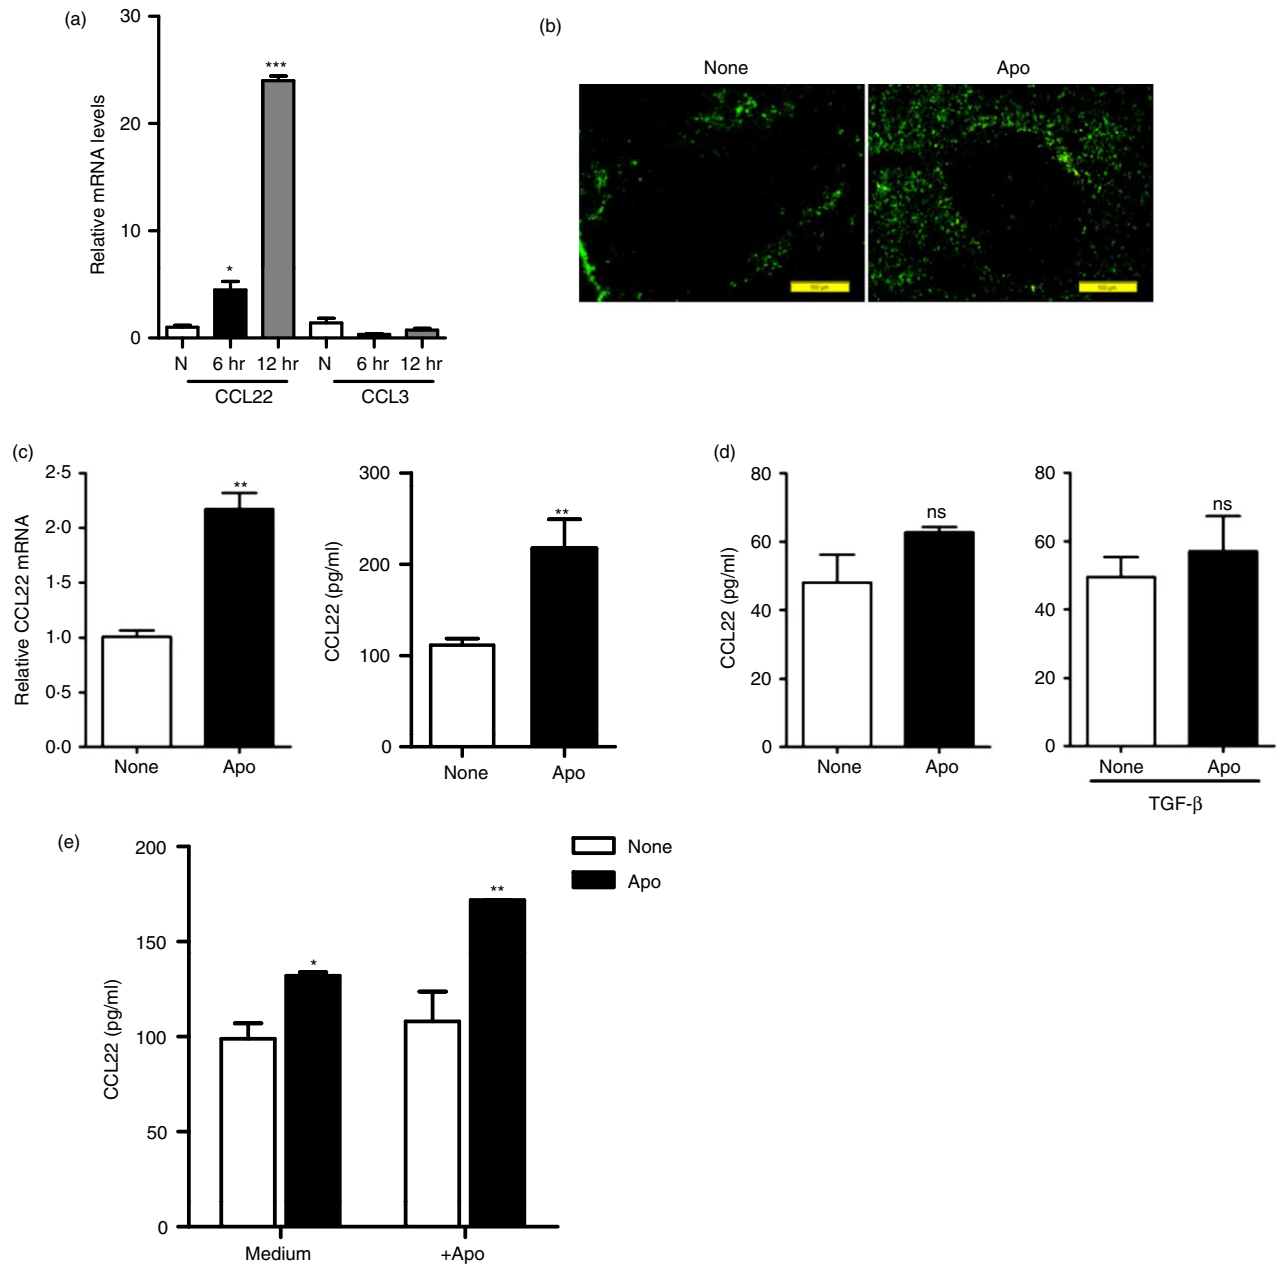 (a)
30
20
10
0
Relative mRNA levels
*
***
N 6 hr 12 hr N 6 hr 12 hr
CCL22 CCL3
(b)
None Apo
100 µm 100 µm
(c)
2·5
2·0
1·5
1·0
0·5
0·0
Relative CCL22 mRNA
**
None Apo
300
200
100
0
CCL22 (pg/ml)
**
None Apo
(d)
80
60
40
20
0
CCL22 (pg/ml)
ns
None Apo
80
60
40
20
0
ns
None Apo
TGF-β
(e)
200
150
100
50
0
CCL22 (pg/ml)
*
**
Medium +Apo
None
Apo